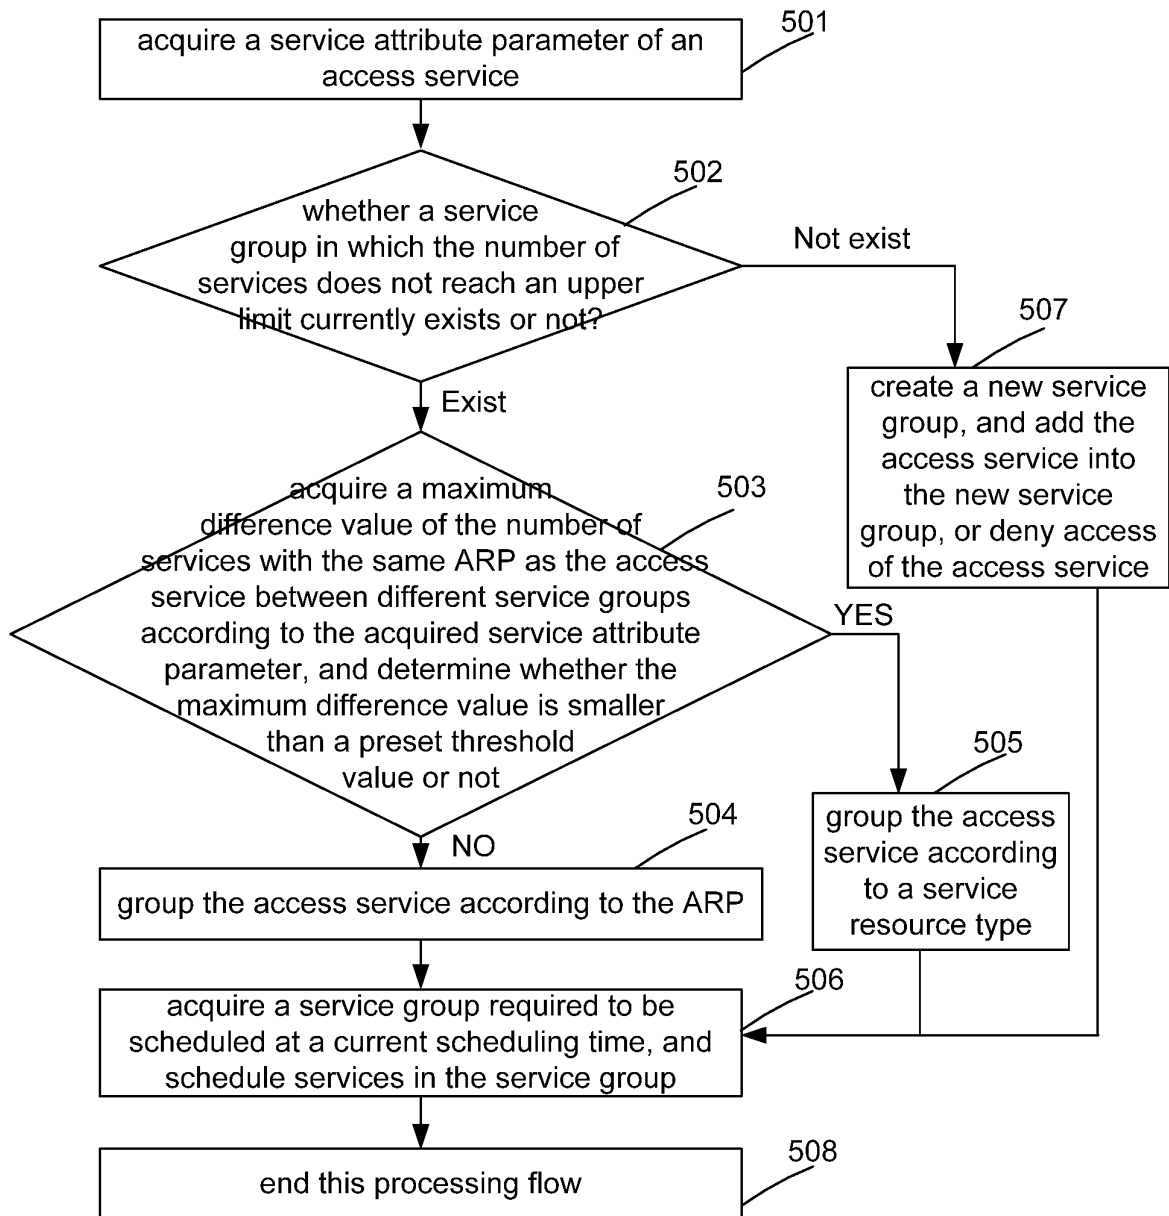 501
acquire a service attribute parameter of an
access service
502
whether a service
group in which the number of
services does not reach an upper
limit currently exists or not?
Not exist
507
create a new service
group, and add the
access service into
the new service
group, or deny access
of the access service
Exist
503
acquire a maximum
difference value of the number of
services with the same ARP as the access
service between different service groups
according to the acquired service attribute
parameter, and determine whether the
maximum difference value is smaller
than a preset threshold
value or not
YES
505
group the access
service according
to a service
resource type
NO
504
group the access service according to the ARP
506
acquire a service group required to be
scheduled at a current scheduling time, and
schedule services in the service group
508
end this processing flow